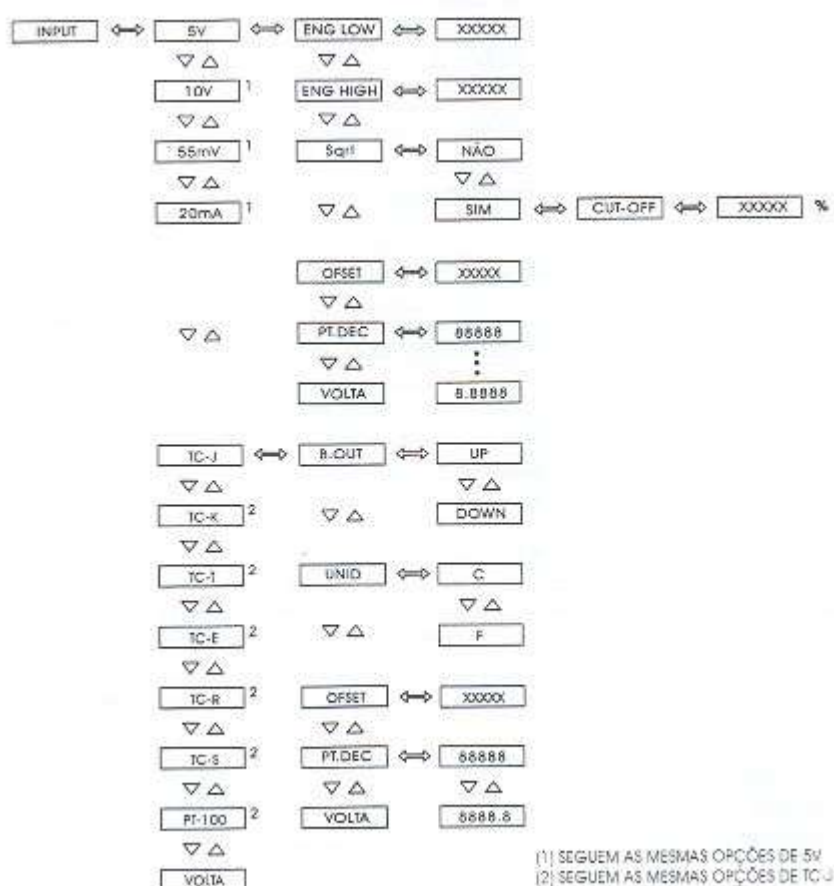 INPUT 5V ENG LOW XXXXX
10V 1 ENG HIGH XXXXX
55mV 1 Sqrt NÃO
20mA 1 SIM CUT-OFF XXXXX %
OFSET XXXXX
PT.DEC 88888
VOLTA 8.8888
TC-J B.OUT UP
TC-K 2 DOWN
TC-T 2 UNID C
TC-E 2 F
TC-R 2 OFSET XXXXX
TC-S 2 PT.DEC 88888
PT-100 2 VOLTA 8888.8
VOLTA
(1) SEGUEM AS MESMAS OPÇÕES DE 5V
(2) SEGUEM AS MESMAS OPÇÕES DE TC-J